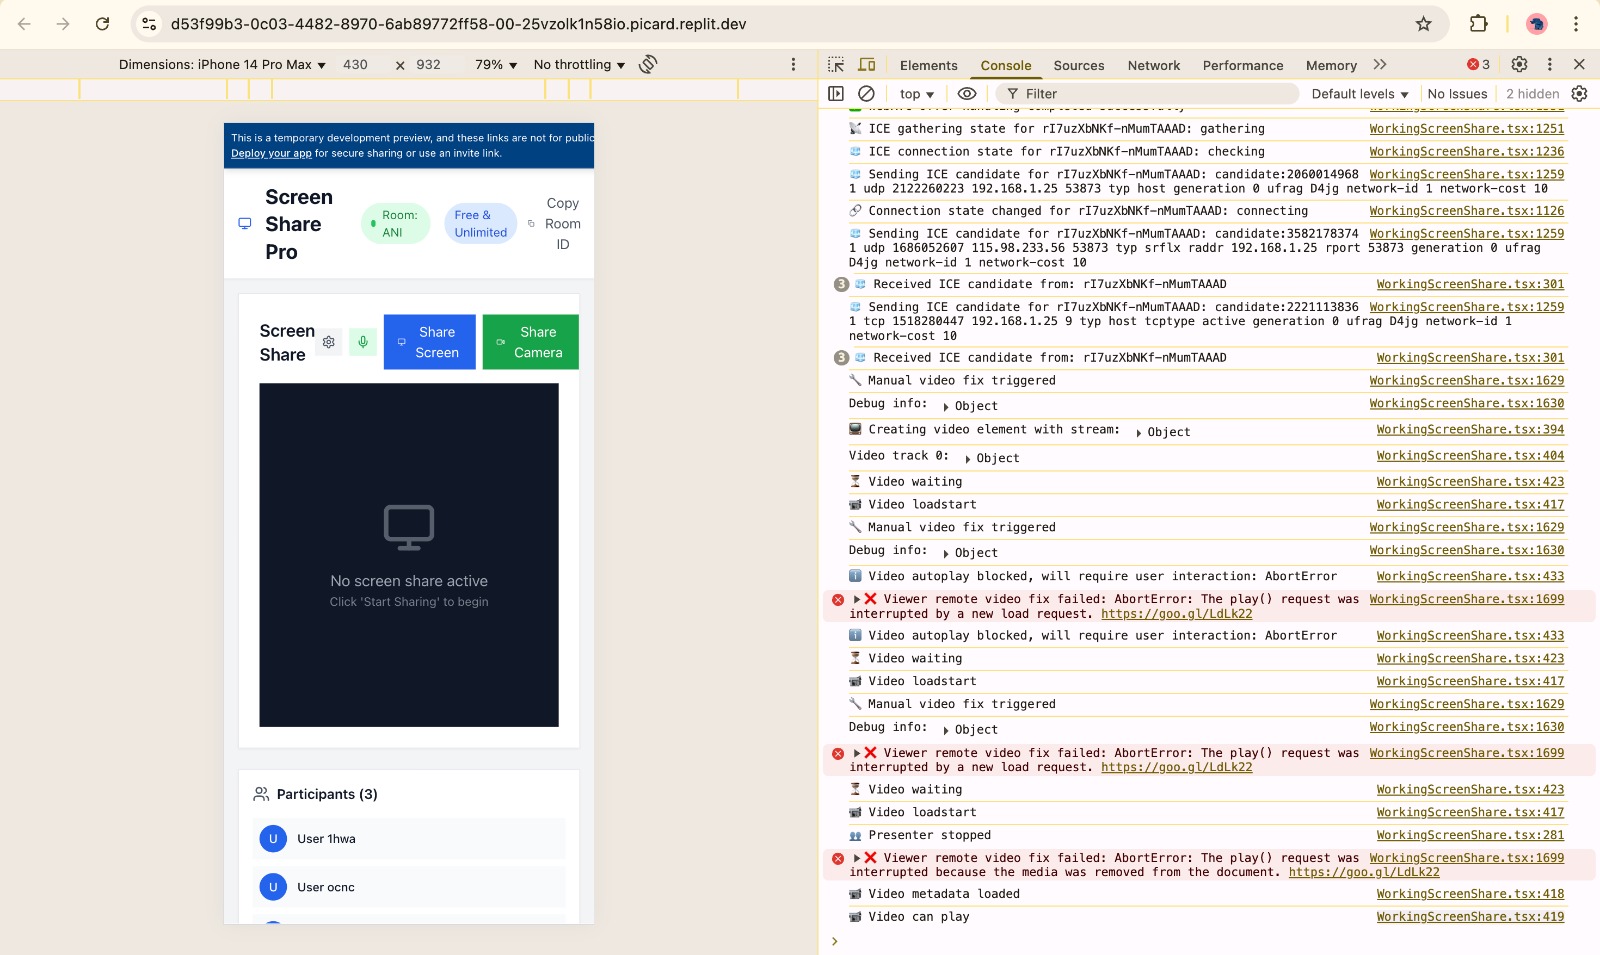 d53f99b3-0c03-4482-8970-6ab89772ff58-00-25vzolk1n58io.picard.replit.dev
Dimensions: iPhone 14 Pro Max ▼ 430 × 932 79% ▼ No throttling ▼
Elements Console Sources Network Performance Memory 3
top ▼ Filter Default levels ▼ No Issues 2 hidden
This is a temporary development preview, and these links are not for public
Deploy your app for secure sharing or use an invite link.
Screen
Share
Pro
Room:
ANI
Free &
Unlimited
Copy
Room
ID
Screen
Share
Share
Screen
Share
Camera
No screen share active
Click 'Start Sharing' to begin
Participants (3)
U User 1hwa
U User ocnc
ICE gathering state for rI7uzXbNKf-nMumTAAAD: gathering WorkingScreenShare.tsx:1251
ICE connection state for rI7uzXbNKf-nMumTAAAD: checking WorkingScreenShare.tsx:1236
Sending ICE candidate for rI7uzXbNKf-nMumTAAAD: candidate:2060014968 WorkingScreenShare.tsx:1259
1 udp 2122260223 192.168.1.25 53873 typ host generation 0 ufrag D4jg network-id 1 network-cost 10
Connection state changed for rI7uzXbNKf-nMumTAAAD: connecting WorkingScreenShare.tsx:1126
Sending ICE candidate for rI7uzXbNKf-nMumTAAAD: candidate:3582178374 WorkingScreenShare.tsx:1259
1 udp 1686052607 115.98.233.56 53873 typ srflx raddr 192.168.1.25 rport 53873 generation 0 ufrag
D4jg network-id 1 network-cost 10
3 Received ICE candidate from: rI7uzXbNKf-nMumTAAAD WorkingScreenShare.tsx:301
Sending ICE candidate for rI7uzXbNKf-nMumTAAAD: candidate:2221113836 WorkingScreenShare.tsx:1259
1 tcp 1518280447 192.168.1.25 9 typ host tcptype active generation 0 ufrag D4jg network-id 1
network-cost 10
3 Received ICE candidate from: rI7uzXbNKf-nMumTAAAD WorkingScreenShare.tsx:301
Manual video fix triggered WorkingScreenShare.tsx:1629
Debug info: ▶ Object WorkingScreenShare.tsx:1630
Creating video element with stream: ▶ Object WorkingScreenShare.tsx:394
Video track 0: ▶ Object WorkingScreenShare.tsx:404
Video waiting WorkingScreenShare.tsx:423
Video loadstart WorkingScreenShare.tsx:417
Manual video fix triggered WorkingScreenShare.tsx:1629
Debug info: ▶ Object WorkingScreenShare.tsx:1630
Video autoplay blocked, will require user interaction: AbortError WorkingScreenShare.tsx:433
▶❌ Viewer remote video fix failed: AbortError: The play() request was WorkingScreenShare.tsx:1699
interrupted by a new load request. https://goo.gl/LdLk22
Video autoplay blocked, will require user interaction: AbortError WorkingScreenShare.tsx:433
Video waiting WorkingScreenShare.tsx:423
Video loadstart WorkingScreenShare.tsx:417
Manual video fix triggered WorkingScreenShare.tsx:1629
Debug info: ▶ Object WorkingScreenShare.tsx:1630
▶❌ Viewer remote video fix failed: AbortError: The play() request was WorkingScreenShare.tsx:1699
interrupted by a new load request. https://goo.gl/LdLk22
Video waiting WorkingScreenShare.tsx:423
Video loadstart WorkingScreenShare.tsx:417
Presenter stopped WorkingScreenShare.tsx:281
▶❌ Viewer remote video fix failed: AbortError: The play() request was WorkingScreenShare.tsx:1699
interrupted because the media was removed from the document. https://goo.gl/LdLk22
Video metadata loaded WorkingScreenShare.tsx:418
Video can play WorkingScreenShare.tsx:419